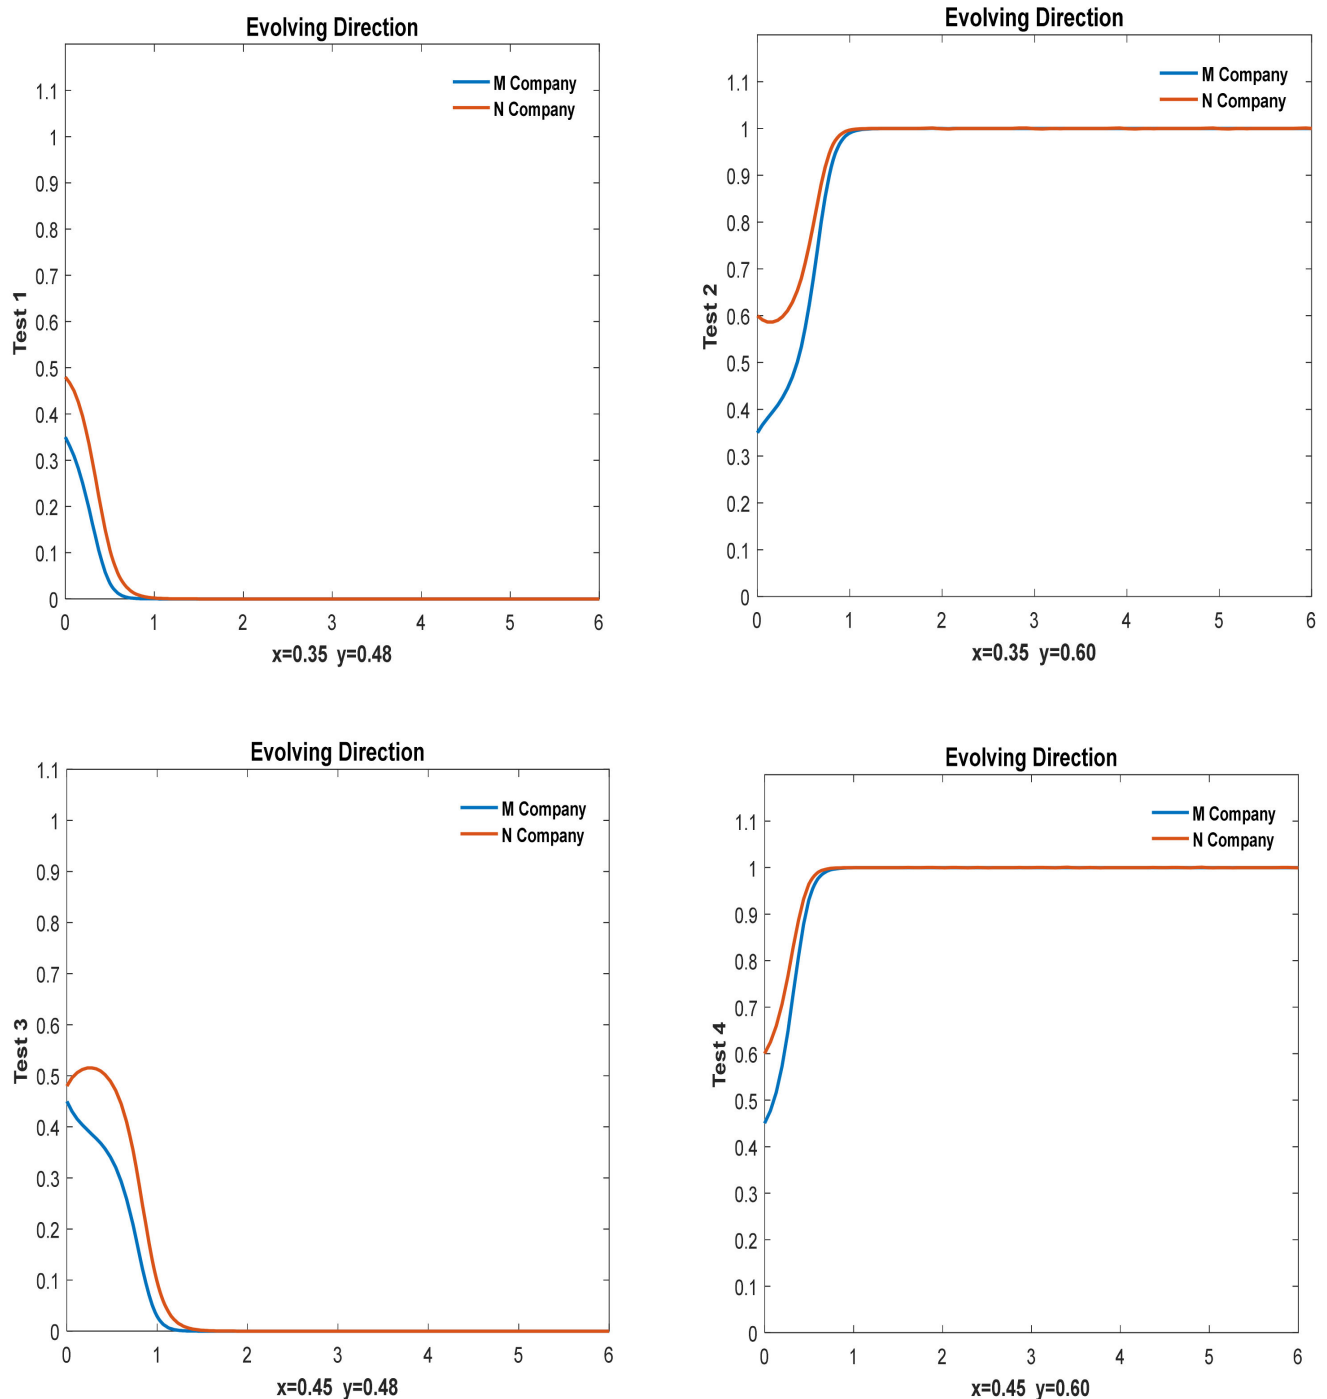 Evolving Direction
M Company
N Company
1.1
1
0.9
0.8
0.7
0.6
0.5
0.4
0.3
0.2
0.1
0
Test 1
0 1 2 3 4 5 6
x=0.35 y=0.48
Evolving Direction
M Company
N Company
1.1
1
0.9
0.8
0.7
0.6
0.5
0.4
0.3
0.2
0.1
0
Test 2
0 1 2 3 4 5 6
x=0.35 y=0.60
Evolving Direction
M Company
N Company
1.1
1
0.9
0.8
0.7
0.6
0.5
0.4
0.3
0.2
0.1
0
Test 3
0 1 2 3 4 5 6
x=0.45 y=0.48
Evolving Direction
M Company
N Company
1.1
1
0.9
0.8
0.7
0.6
0.5
0.4
0.3
0.2
0.1
0
Test 4
0 1 2 3 4 5 6
x=0.45 y=0.60